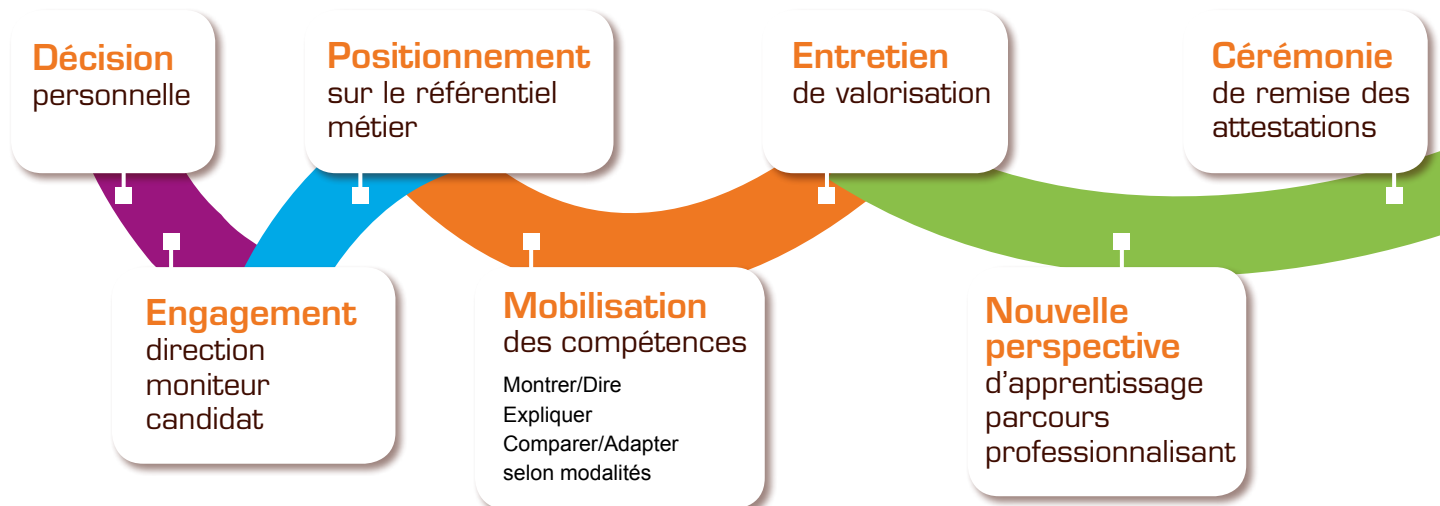 Décision
personnelle
Engagement
direction
moniteur
candidat
Positionnement
sur le référentiel
métier
Mobilisation
des compétences
Montrer/Dire
Expliquer
Comparer/Adapter
selon modalités
Entretien
de valorisation
Nouvelle
perspective
d'apprentissage
parcours
professionnalisant
Cérémonie
de remise des
attestations